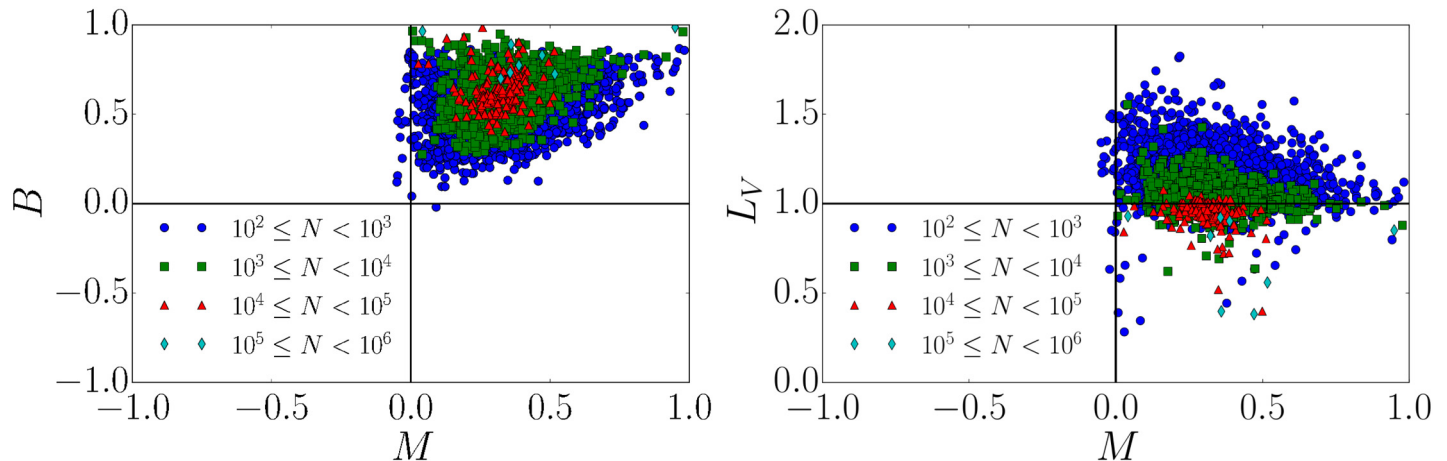 1.0
0.5
0.0
−0.5
−1.0
B
10² ≤ N < 10³
10³ ≤ N < 10⁴
10⁴ ≤ N < 10⁵
10⁵ ≤ N < 10⁶
−1.0 −0.5 0.0 0.5 1.0
M
2.0
1.5
1.0
0.5
0.0
L_V
10² ≤ N < 10³
10³ ≤ N < 10⁴
10⁴ ≤ N < 10⁵
10⁵ ≤ N < 10⁶
−1.0 −0.5 0.0 0.5 1.0
M